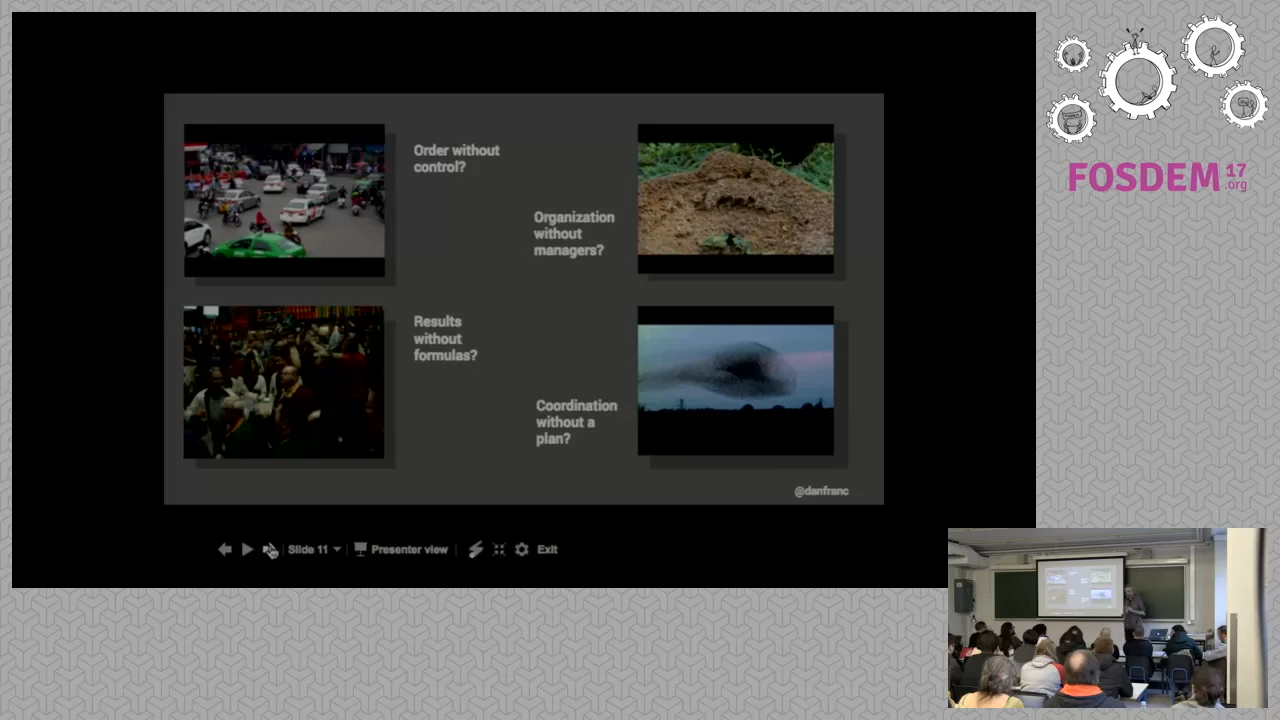 Order without
control?
Organization
without
managers?
Results
without
formulas?
Coordination
without a
plan?
@danfranc
Slide 11
Presenter view
Exit
FOSDEM 17
.org